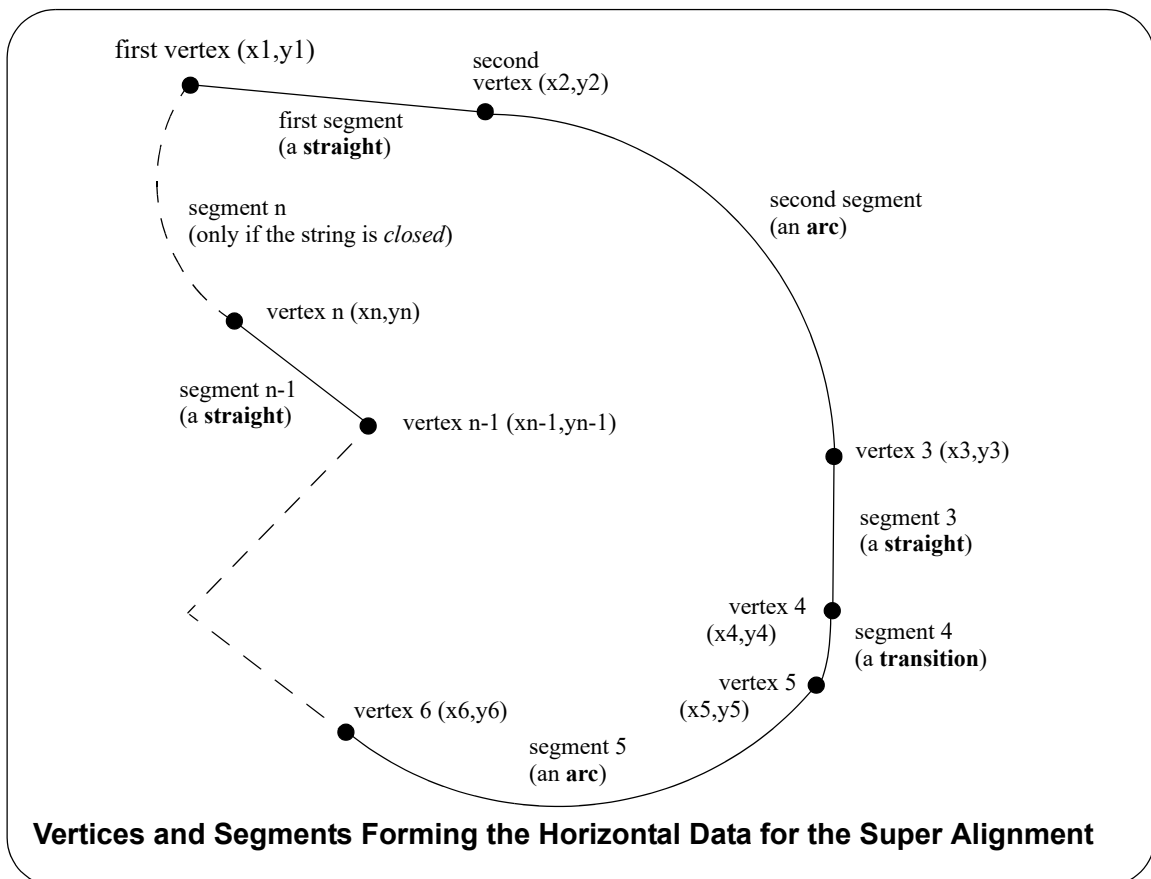 first vertex (x1,y1)
second
vertex (x2,y2)
first segment
(a straight)
second segment
(an arc)
segment n
(only if the string is closed)
vertex n (xn,yn)
segment n-1
(a straight)
vertex n-1 (xn-1,yn-1)
vertex 3 (x3,y3)
segment 3
(a straight)
vertex 4
(x4,y4)
segment 4
(a transition)
vertex 5
(x5,y5)
vertex 6 (x6,y6)
segment 5
(an arc)
Vertices and Segments Forming the Horizontal Data for the Super Alignment